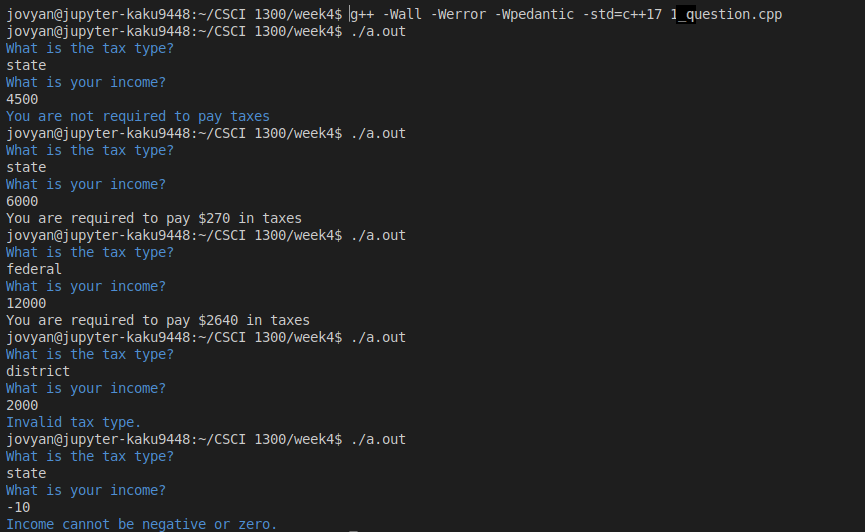 jovyan@jupyter-kaku9448:~/CSCI 1300/week4$ g++ -Wall -Werror -Wpedantic -std=c++17 1_question.cpp
jovyan@jupyter-kaku9448:~/CSCI 1300/week4$ ./a.out
What is the tax type?
state
What is your income?
4500
You are not required to pay taxes
jovyan@jupyter-kaku9448:~/CSCI 1300/week4$ ./a.out
What is the tax type?
state
What is your income?
6000
You are required to pay $270 in taxes
jovyan@jupyter-kaku9448:~/CSCI 1300/week4$ ./a.out
What is the tax type?
federal
What is your income?
12000
You are required to pay $2640 in taxes
jovyan@jupyter-kaku9448:~/CSCI 1300/week4$ ./a.out
What is the tax type?
district
What is your income?
2000
Invalid tax type.
jovyan@jupyter-kaku9448:~/CSCI 1300/week4$ ./a.out
What is the tax type?
state
What is your income?
-10
Income cannot be negative or zero.